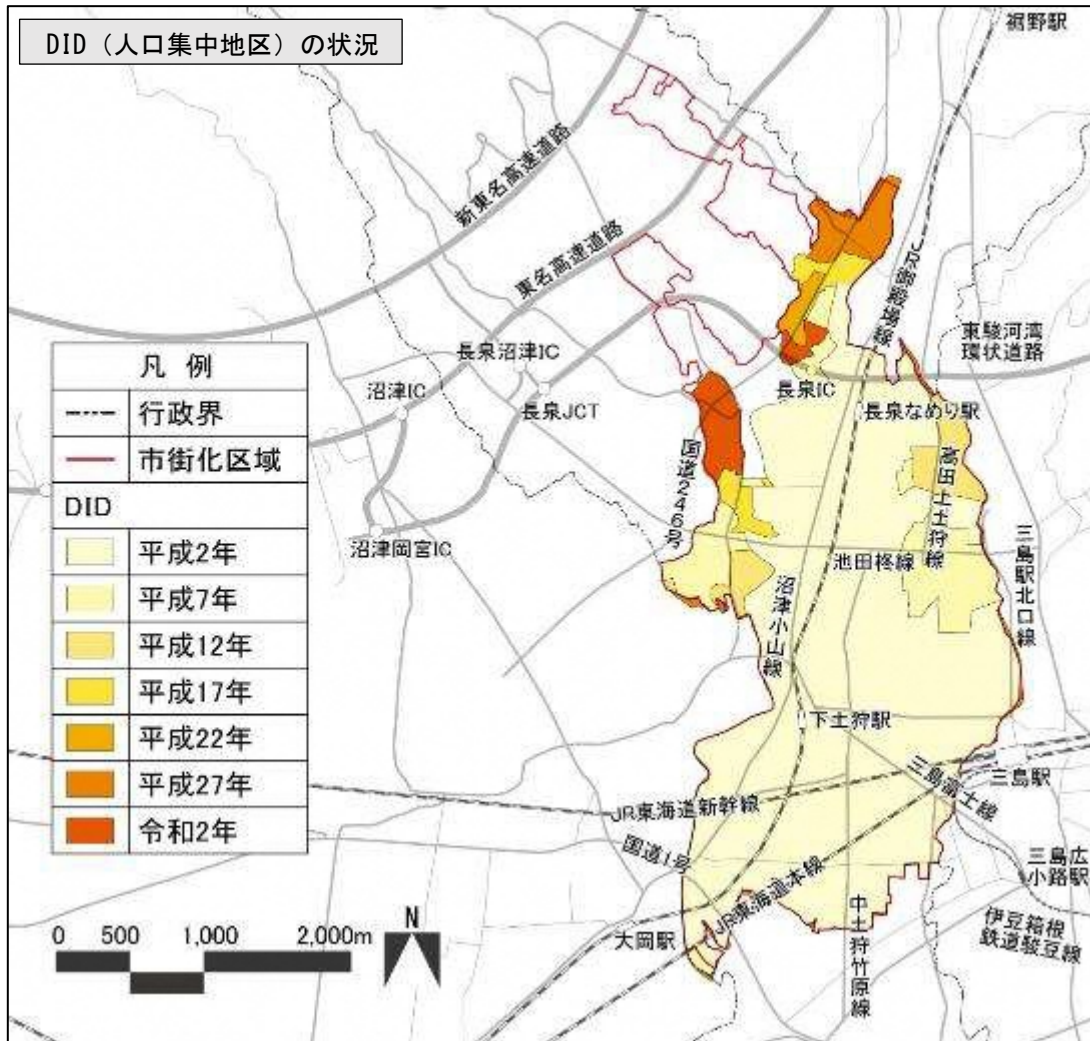 DID（人口集中地区）の状況
裾野駅
新東名高速道路
東名高速道路
JR御殿場線
東駿河湾
環状道路
長泉沼津IC
沼津IC
長泉JCT
長泉IC
長泉なめり駅
凡 例
行政界
市街化区域
DID
平成2年
平成7年
平成12年
平成17年
平成22年
平成27年
令和2年
国道246号
高田上土狩線
沼津岡宮IC
池田柊線
三島駅北口線
沼津小山線
下土狩駅
三島富士線
三島駅
JR東海道新幹線
国道1号
三島広
小路駅
JR東海道本線
大岡駅
中土狩竹原線
伊豆箱根
鉄道駿豆線
0 500 1,000 2,000m
N